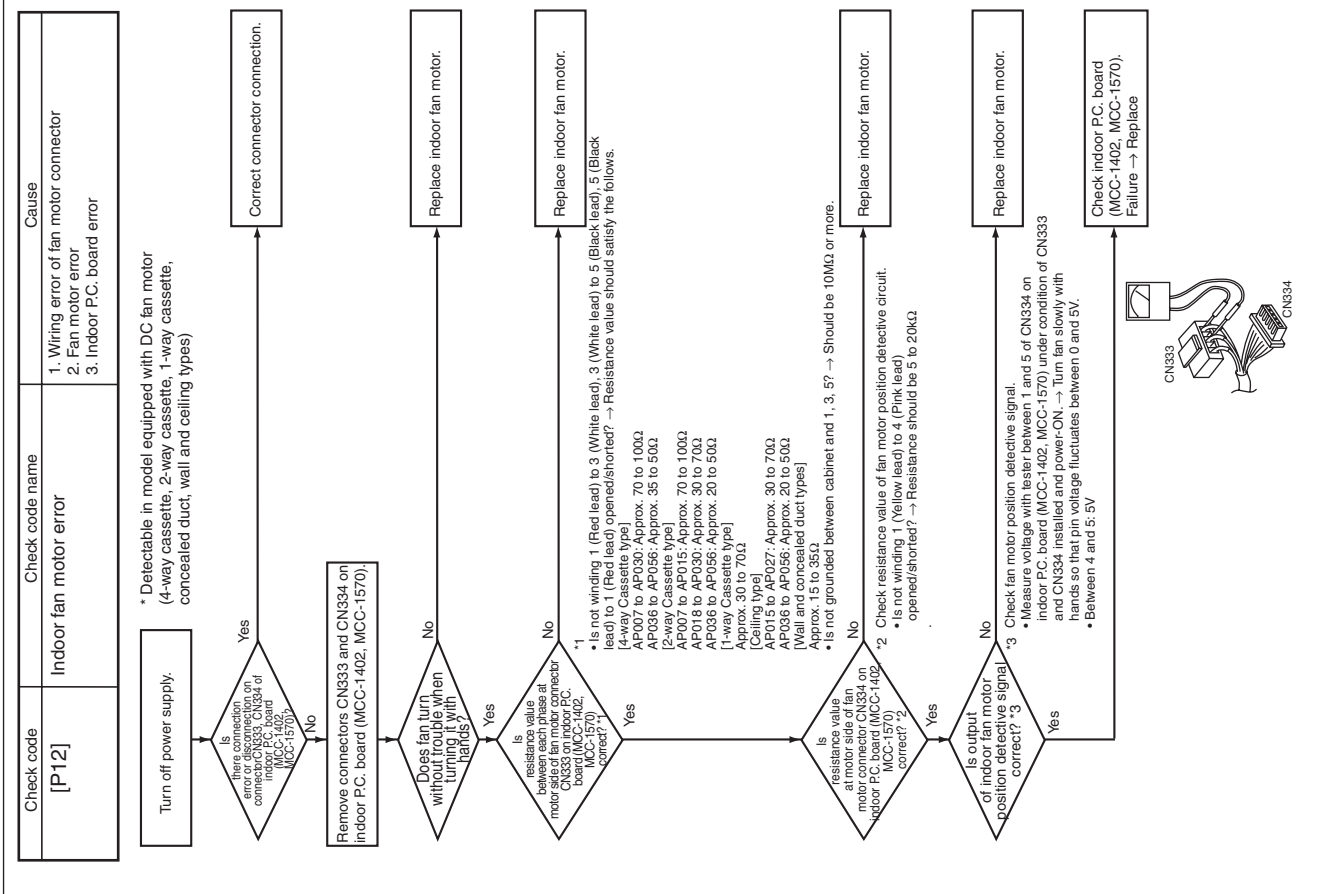 Check code
Check code name
Cause
[P12]
Indoor fan motor error
1. Wiring error of fan motor connector
2. Fan motor error
3. Indoor P.C. board error
* Detectable in model equipped with DC fan motor
(4-way cassette, 2-way cassette, 1-way cassette,
concealed duct, wall and ceiling types)
Turn off power supply.
Is
there connection
error or disconnection on
connectorCN333, CN334 of
indoor P.C. board
(MCC-1402,
MCC-1570)?
Yes
Correct connector connection.
No
Remove connectors CN333 and CN334 on
indoor P.C. board (MCC-1402, MCC-1570).
Does fan turn
without trouble when
turning it with
hands?
No
Replace indoor fan motor.
Yes
Is
resistance value
between each phase at
motor side of fan motor connector
CN333 on indoor P.C.
board (MCC-1402,
MCC-1570)
correct? *1
No
Replace indoor fan motor.
Yes
*1
• Is not winding 1 (Red lead) to 3 (White lead), 3 (White lead) to 5 (Black lead), 5 (Black
lead) to 1 (Red lead) opened/shorted? → Resistance value should satisfy the follows.
[4-way Cassette type]
AP007 to AP030: Approx. 70 to 100Ω
AP036 to AP056: Approx. 35 to 50Ω
[2-way Cassette type]
AP007 to AP015: Approx. 70 to 100Ω
AP018 to AP030: Approx. 30 to 70Ω
AP036 to AP056: Approx. 20 to 50Ω
[1-way Cassette type]
Approx. 30 to 70Ω
[Ceiling type]
AP015 to AP027: Approx. 30 to 70Ω
AP036 to AP056: Approx. 20 to 50Ω
[Wall and concealed duct types]
Approx. 15 to 35Ω
• Is not grounded between cabinet and 1, 3, 5? → Should be 10MΩ or more.
Is
resistance value
at motor side of fan
motor connector CN334 on
indoor P.C. board (MCC-1402,
MCC-1570)
correct? *2
No
Replace indoor fan motor.
Yes
*2 Check resistance value of fan motor position detective circuit.
• Is not winding 1 (Yellow lead) to 4 (Pink lead)
opened/shorted? → Resistance should be 5 to 20kΩ
.
Is output
of indoor fan motor
position detective signal
correct? *3
No
Replace indoor fan motor.
Yes
*3 Check fan motor position detective signal.
• Measure voltage with tester between 1 and 5 of CN334 on
indoor P.C. board (MCC-1402, MCC-1570) under condition of CN333
and CN334 installed and power-ON. → Turn fan slowly with
hands so that pin voltage fluctuates between 0 and 5V.
• Between 4 and 5: 5V
Check indoor P.C. board
(MCC-1402, MCC-1570).
Failure → Replace
CN333
CN334